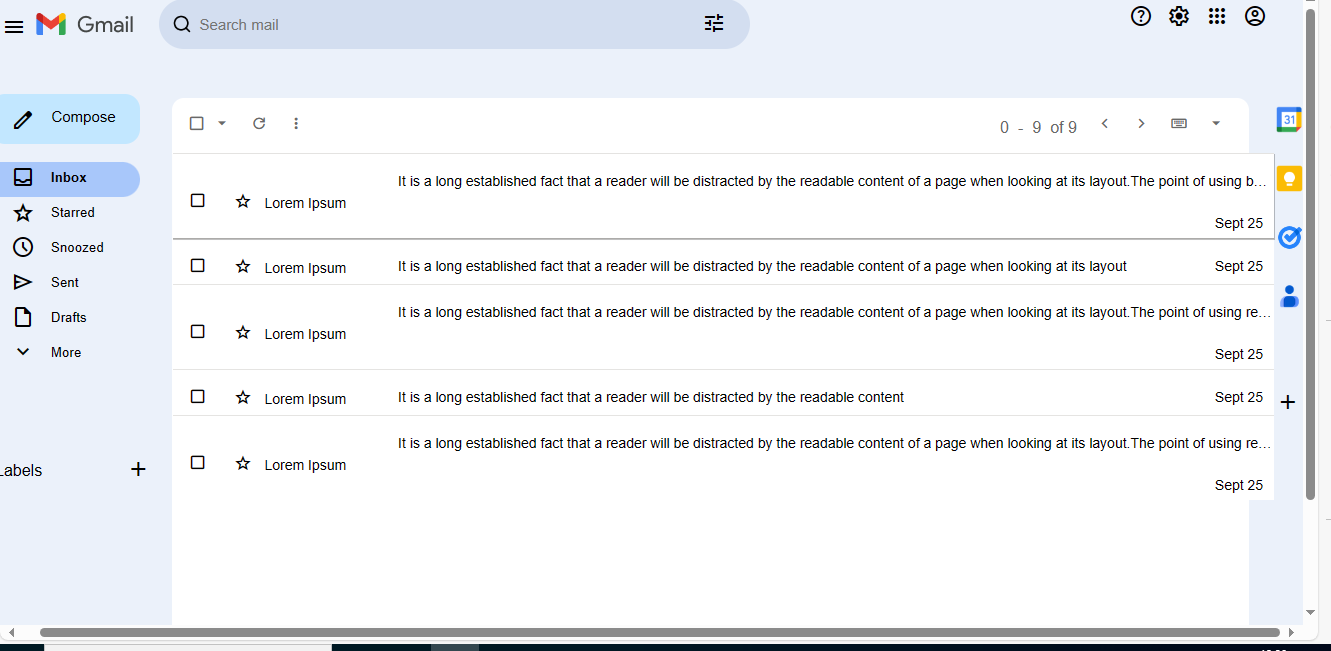 Gmail
Search mail
Compose
0 - 9 of 9
31
Inbox
Starred
Snoozed
Sent
Drafts
More
Labels
It is a long established fact that a reader will be distracted by the readable content of a page when looking at its layout.The point of using b...
Lorem Ipsum
Sept 25
Lorem Ipsum It is a long established fact that a reader will be distracted by the readable content of a page when looking at its layout Sept 25
It is a long established fact that a reader will be distracted by the readable content of a page when looking at its layout.The point of using re...
Lorem Ipsum
Sept 25
Lorem Ipsum It is a long established fact that a reader will be distracted by the readable content Sept 25
It is a long established fact that a reader will be distracted by the readable content of a page when looking at its layout.The point of using re...
Lorem Ipsum
Sept 25